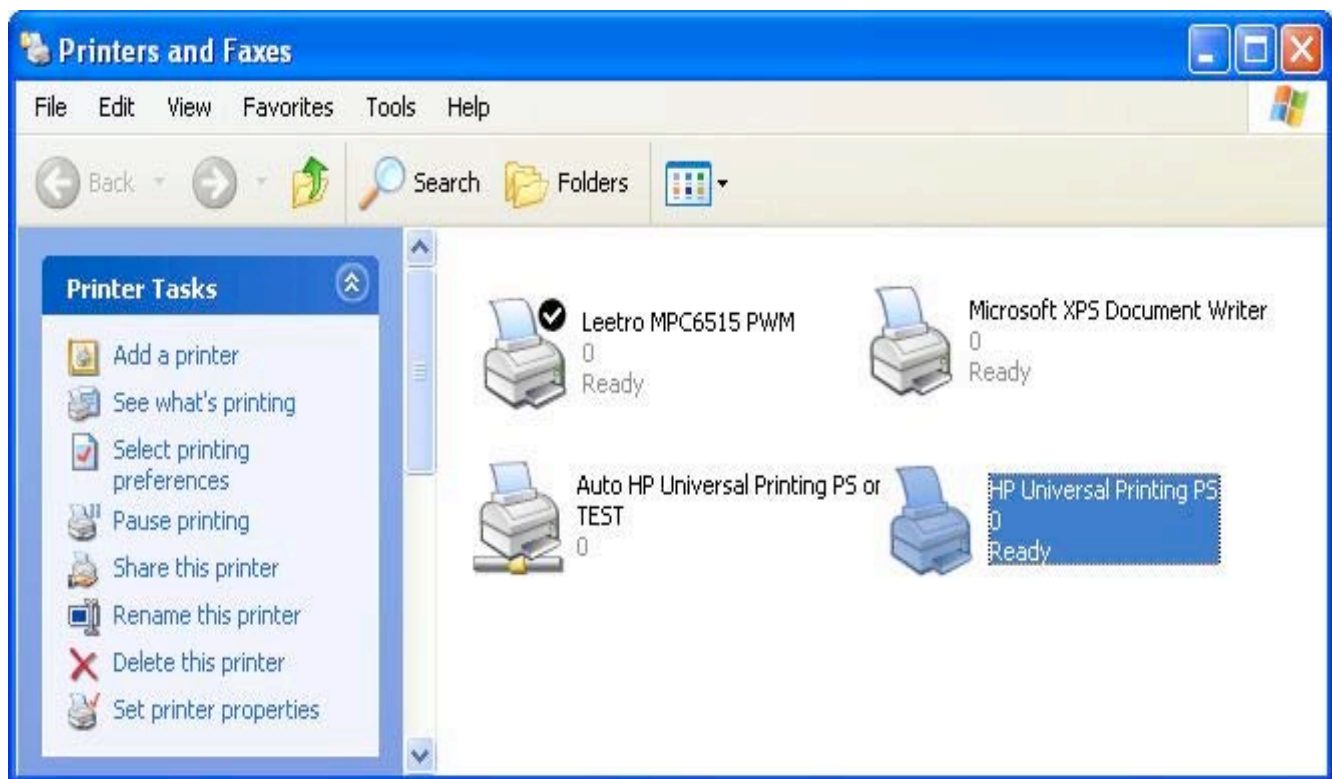 Printers and Faxes
File Edit View Favorites Tools Help
Back Search Folders
Printer Tasks
Add a printer
See what's printing
Select printing
preferences
Pause printing
Share this printer
Rename this printer
Delete this printer
Set printer properties
Leetro MPC6515 PWM
0
Ready
Microsoft XPS Document Writer
0
Ready
Auto HP Universal Printing PS or
TEST
0
HP Universal Printing PS
0
Ready